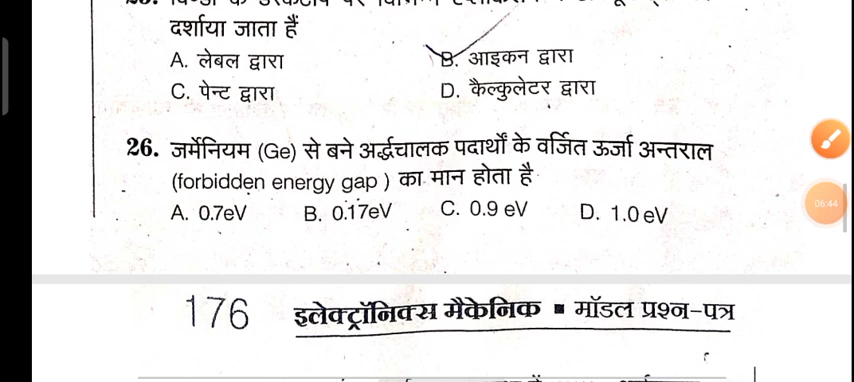 दर्शाया जाता हैं
A. लेबल द्वारा
B. आइकन द्वारा
C. पेन्ट द्वारा
D. कैल्कुलेटर द्वारा
26. जर्मेनियम (Ge) से बने अर्द्धचालक पदार्थों के वर्जित ऊर्जा अन्तराल
(forbidden energy gap ) का मान होता है
A. 0.7eV B. 0.17eV C. 0.9 eV D. 1.0 eV
06:44
176 इलेक्ट्रॉनिक्स मैकेनिक ▪ मॉडल प्रश्न-पत्र